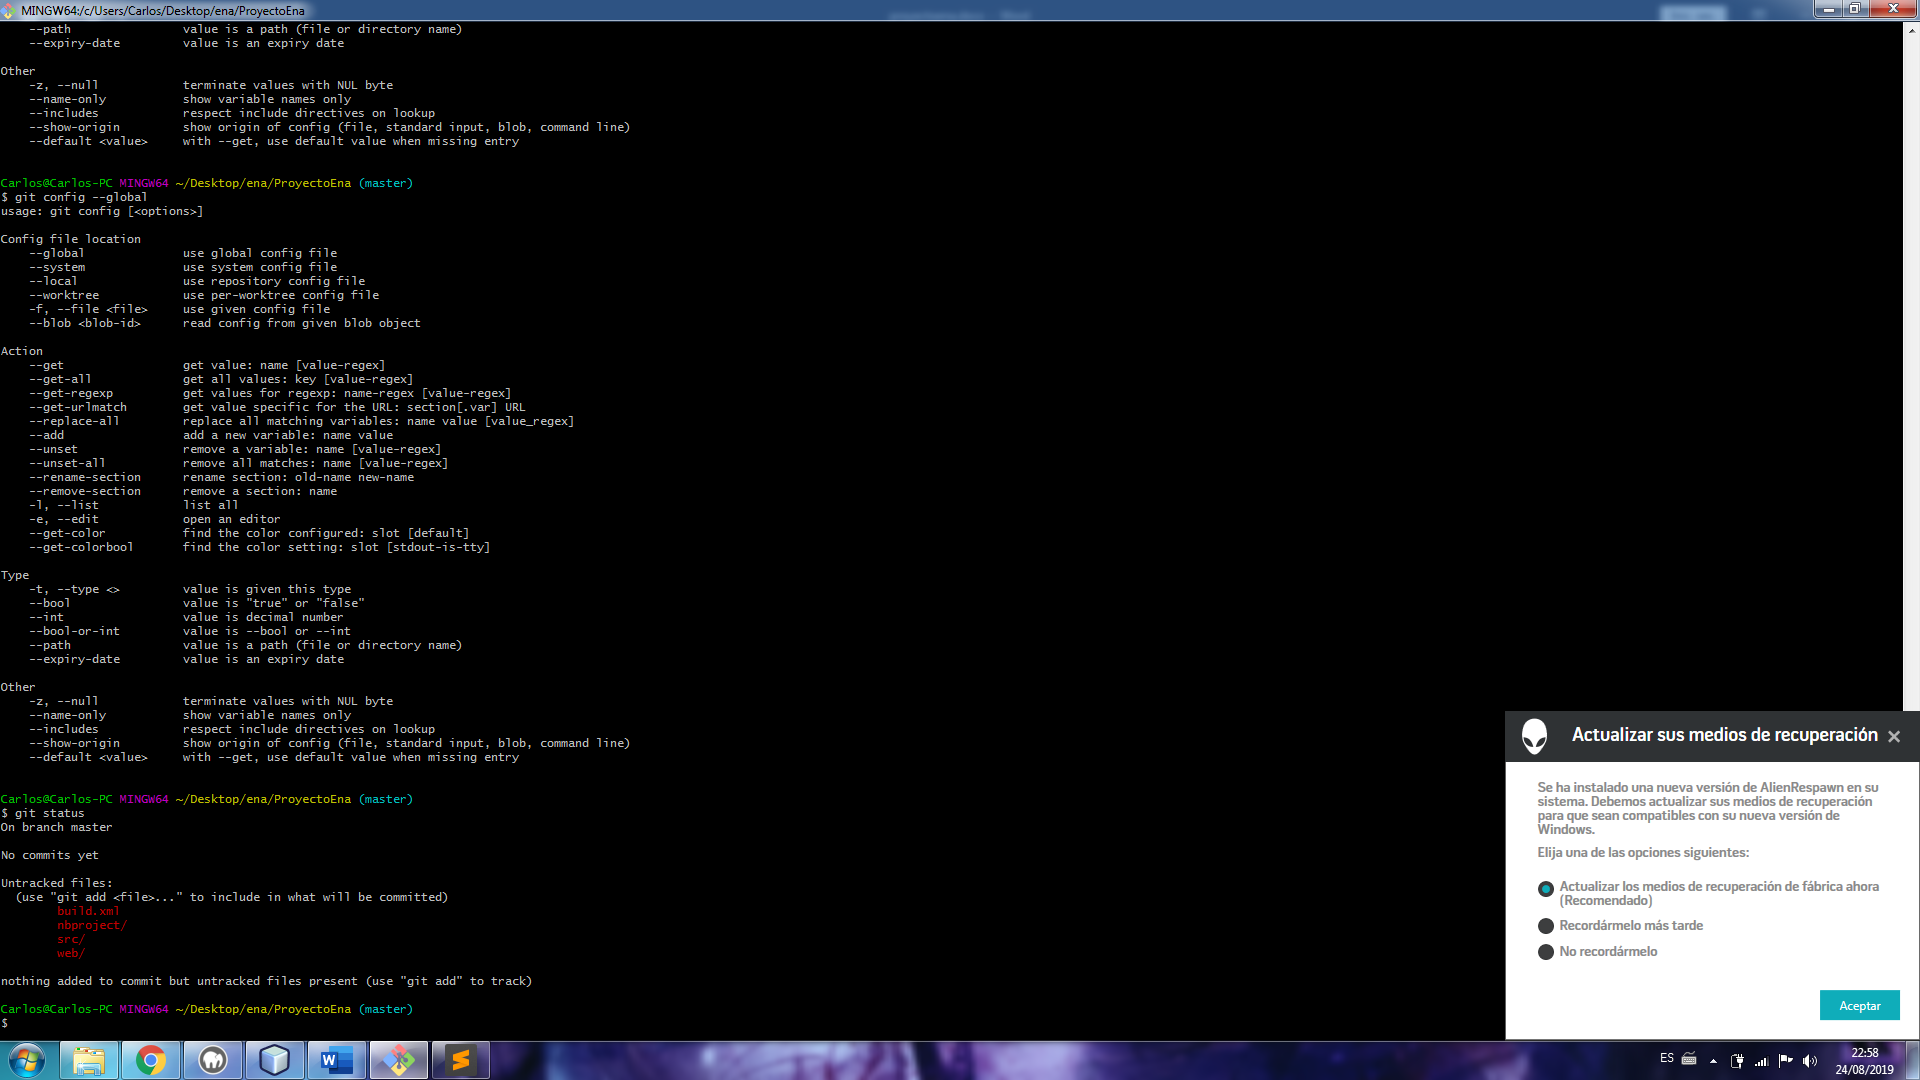 MINGW64:/c/Users/Carlos/Desktop/ena/ProyectoEna
--path value is a path (file or directory name)
--expiry-date value is an expiry date
Other
-z, --null terminate values with NUL byte
--name-only show variable names only
--includes respect include directives on lookup
--show-origin show origin of config (file, standard input, blob, command line)
--default <value> with --get, use default value when missing entry
Carlos@Carlos-PC MINGW64 ~/Desktop/ena/ProyectoEna (master)
$ git config --global
usage: git config [<options>]
Config file location
--global use global config file
--system use system config file
--local use repository config file
--worktree use per-worktree config file
-f, --file <file> use given config file
--blob <blob-id> read config from given blob object
Action
--get get value: name [value-regex]
--get-all get all values: key [value-regex]
--get-regexp get values for regexp: name-regex [value-regex]
--get-urlmatch get value specific for the URL: section[.var] URL
--replace-all replace all matching variables: name value [value_regex]
--add add a new variable: name value
--unset remove a variable: name [value-regex]
--unset-all remove all matches: name [value-regex]
--rename-section rename section: old-name new-name
--remove-section remove a section: name
-l, --list list all
-e, --edit open an editor
--get-color find the color configured: slot [default]
--get-colorbool find the color setting: slot [stdout-is-tty]
Type
-t, --type <> value is given this type
--bool value is "true" or "false"
--int value is decimal number
--bool-or-int value is --bool or --int
--path value is a path (file or directory name)
--expiry-date value is an expiry date
Other
-z, --null terminate values with NUL byte
--name-only show variable names only
--includes respect include directives on lookup
--show-origin show origin of config (file, standard input, blob, command line)
--default <value> with --get, use default value when missing entry
Carlos@Carlos-PC MINGW64 ~/Desktop/ena/ProyectoEna (master)
$ git status
On branch master
No commits yet
Untracked files:
(use "git add <file>..." to include in what will be committed)
build.xml
nbproject/
src/
web/
nothing added to commit but untracked files present (use "git add" to track)
Carlos@Carlos-PC MINGW64 ~/Desktop/ena/ProyectoEna (master)
$
Actualizar sus medios de recuperación
Se ha instalado una nueva versión de AlienRespawn en su
sistema. Debemos actualizar sus medios de recuperación
para que sean compatibles con su nueva versión de
Windows.
Elija una de las opciones siguientes:
Actualizar los medios de recuperación de fábrica ahora
(Recomendado)
Recordármelo más tarde
No recordármelo
Aceptar
ES
22:58
24/08/2019